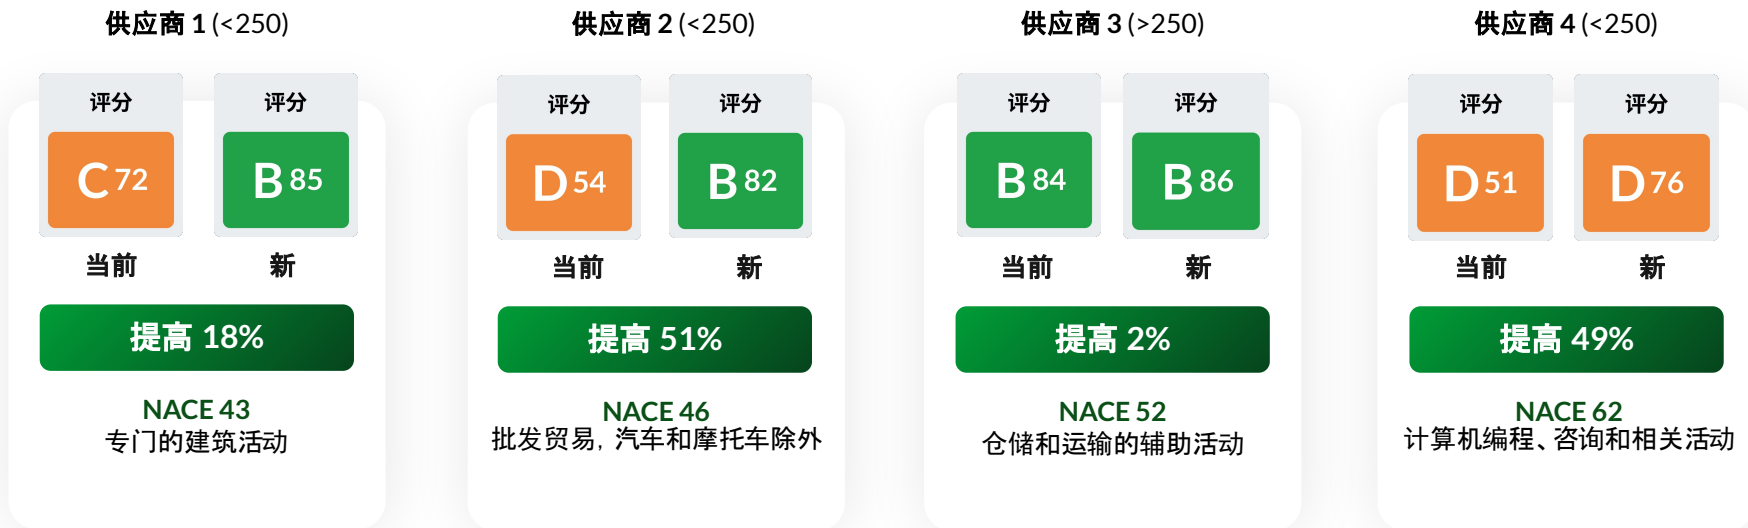 供应商 1 (<250)
评分
评分
C 72
B 85
当前
新
提高 18%
NACE 43
专门的建筑活动
供应商 2 (<250)
评分
评分
D 54
B 82
当前
新
提高 51%
NACE 46
批发贸易, 汽车和摩托车除外
供应商 3 (>250)
评分
评分
B 84
B 86
当前
新
提高 2%
NACE 52
仓储和运输的辅助活动
供应商 4 (<250)
评分
评分
D 51
D 76
当前
新
提高 49%
NACE 62
计算机编程、咨询和相关活动